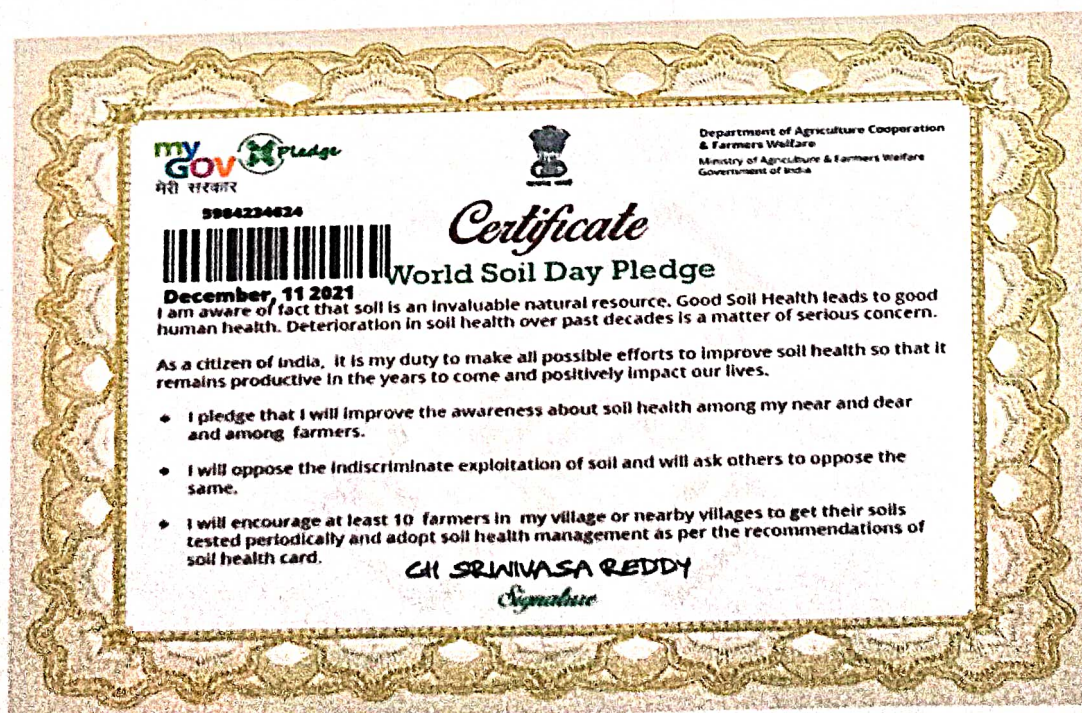 my
GOV
मेरी सरकार
Pledge
Department of Agriculture Cooperation
& Farmers Welfare
Ministry of Agriculture & Farmers Welfare
Government of India
5984234624
Certificate
World Soil Day Pledge
December, 11 2021
I am aware of fact that soil is an invaluable natural resource. Good Soil Health leads to good
human health. Deterioration in soil health over past decades is a matter of serious concern.
As a citizen of India, it is my duty to make all possible efforts to improve soil health so that it
remains productive in the years to come and positively impact our lives.
I pledge that I will improve the awareness about soil health among my near and dear
and among farmers.
I will oppose the indiscriminate exploitation of soil and will ask others to oppose the
same.
I will encourage at least 10 farmers in my village or nearby villages to get their soils
tested periodically and adopt soil health management as per the recommendations of
soil health card.
CH SRINIVASA REDDY
Signature